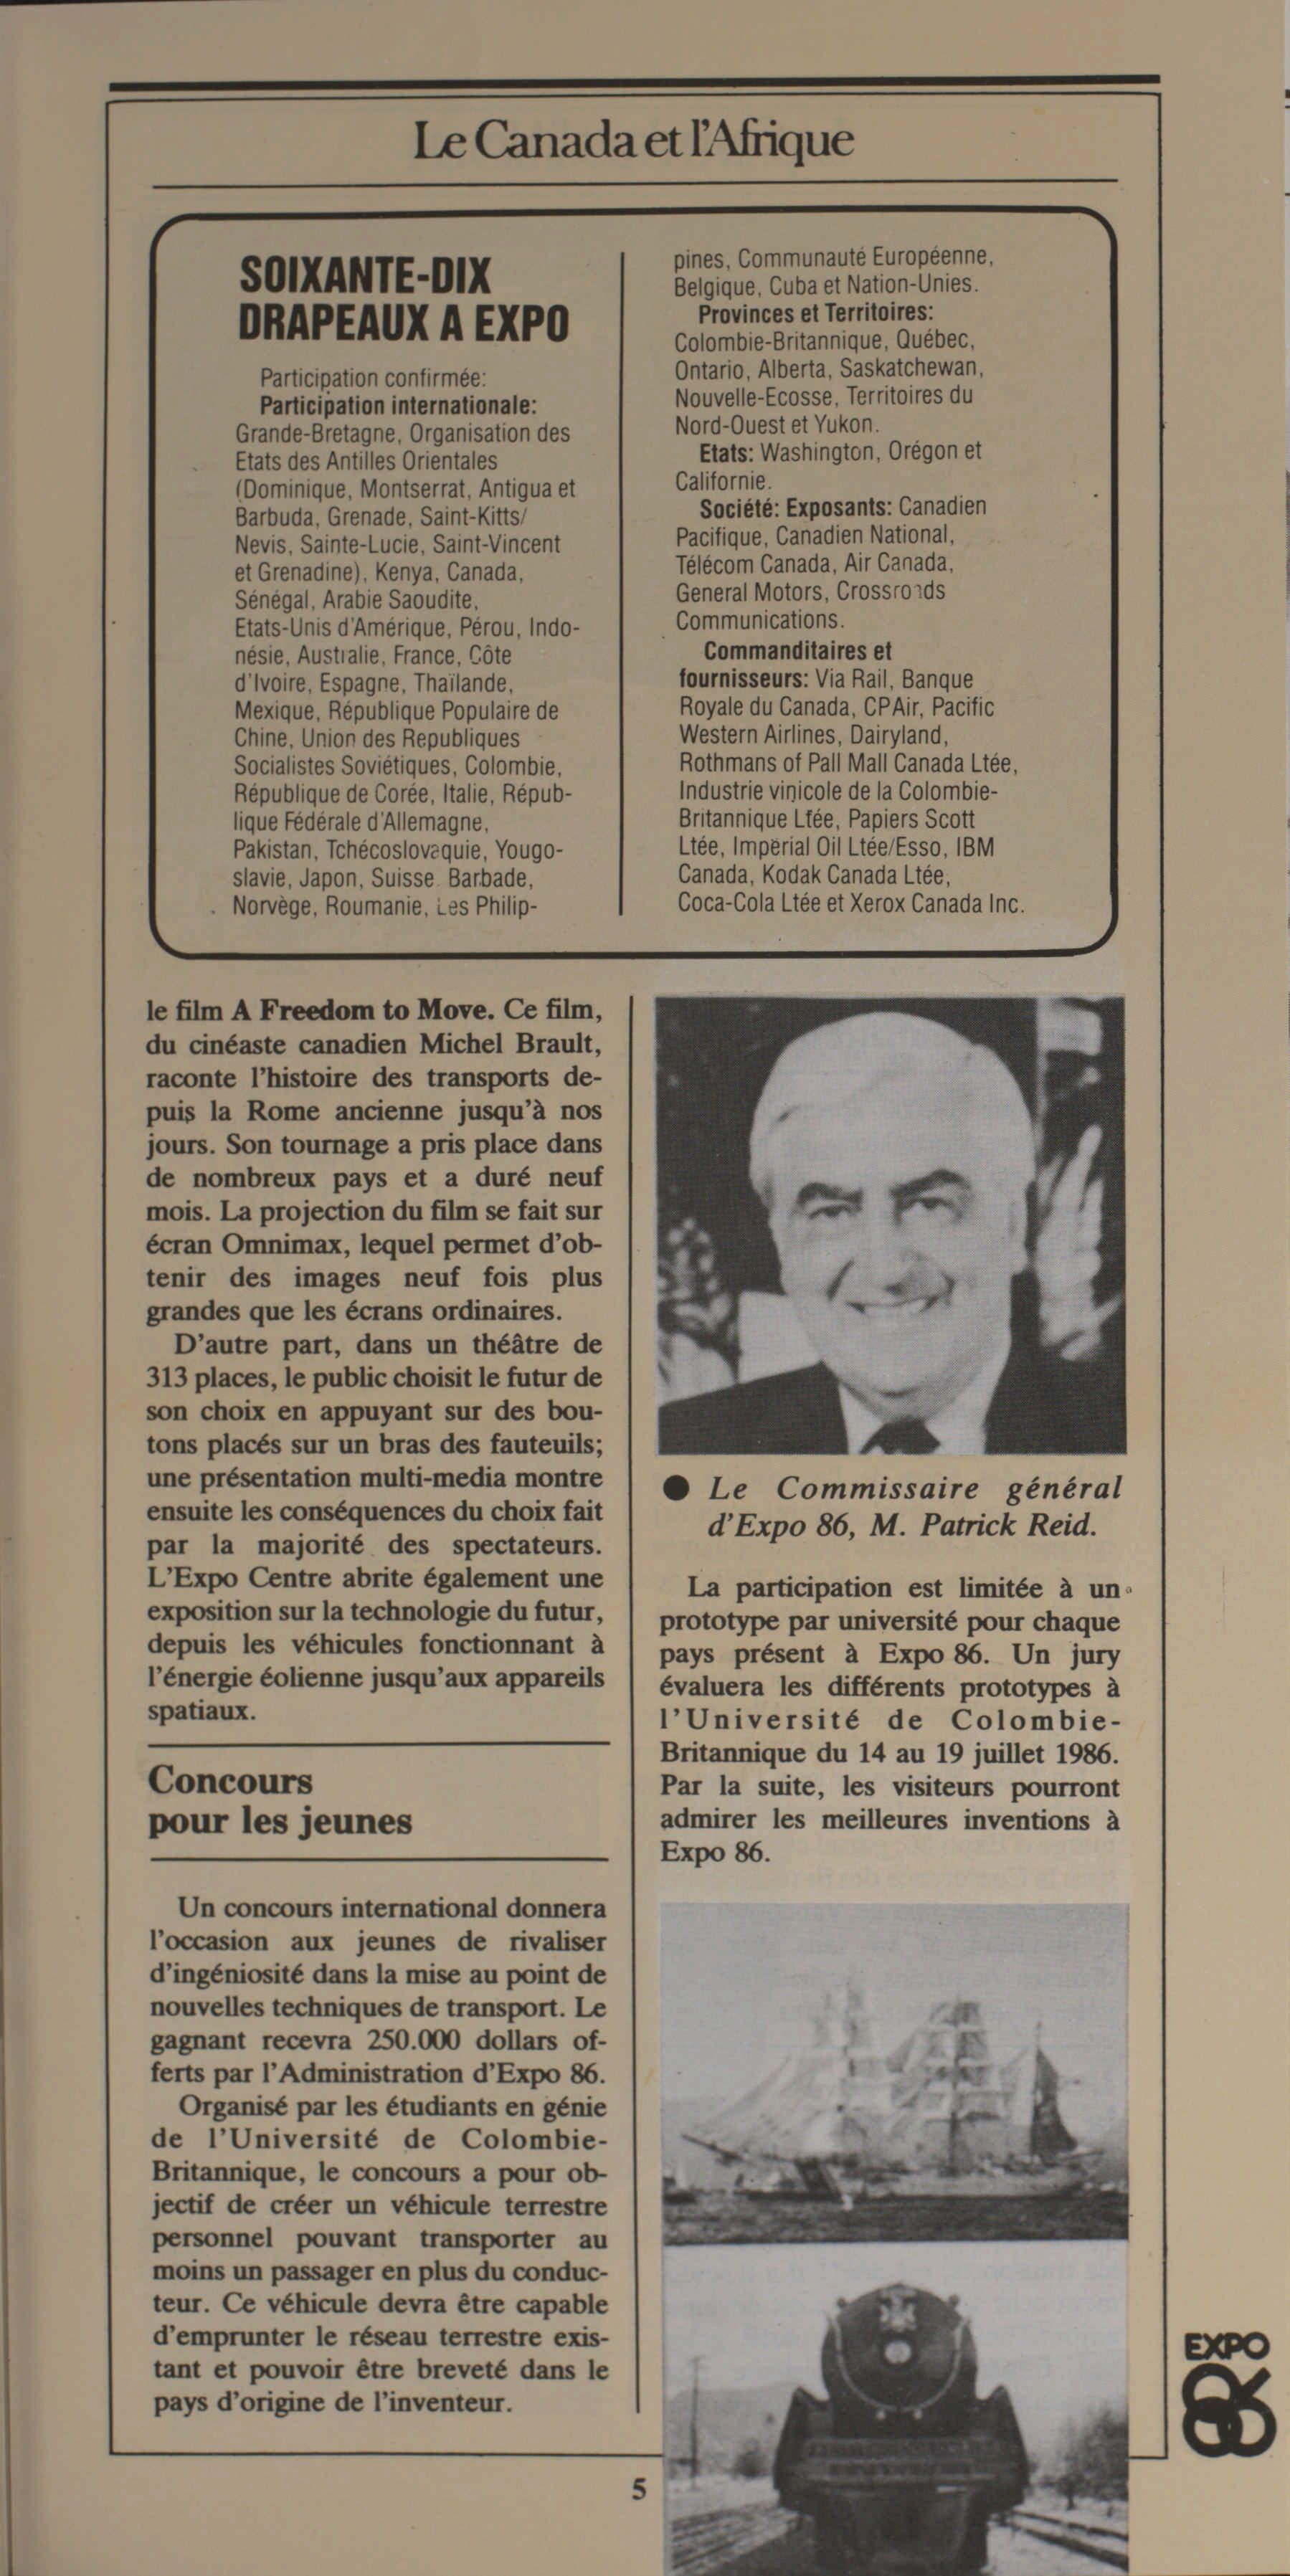 Le Canada et l'Afrique
SOIXANTE-DIX
DRAPEAUX A EXPO
Participation confirmée:
Participation internationale:
Grande-Bretagne, Organisation des
Etats des Antilles Orientales
(Dominique, Montserrat, Antigua et
Barbuda, Grenade, Saint-Kitts/
Nevis, Sainte-Lucie, Saint-Vincent
et Grenadine), Kenya, Canada,
Sénégal, Arabie Saoudite,
Etats-Unis d'Amérique, Pérou, Indo-
nésie, Australie, France, Côte
d'Ivoire, Espagne, Thaïlande,
Mexique, République Populaire de
Chine, Union des Republiques
Socialistes Soviétiques, Colombie,
République de Corée, Italie, Répub-
lique Fédérale d'Allemagne,
Pakistan, Tchécoslovaquie, Yougo-
slavie, Japon, Suisse. Barbade,
Norvège, Roumanie, Les Philip-
pines, Communauté Européenne,
Belgique, Cuba et Nation-Unies.
Provinces et Territoires:
Colombie-Britannique, Québec,
Ontario, Alberta, Saskatchewan,
Nouvelle-Ecosse, Territoires du
Nord-Ouest et Yukon.
Etats: Washington, Orégon et
Californie.
Société: Exposants: Canadien
Pacifique, Canadien National,
Télécom Canada, Air Canada,
General Motors, Crossroads
Communications.
Commanditaires et
fournisseurs: Via Rail, Banque
Royale du Canada, CPAir, Pacific
Western Airlines, Dairyland,
Rothmans of Pall Mall Canada Ltée,
Industrie vinicole de la Colombie-
Britannique Ltée, Papiers Scott
Ltée, Impérial Oil Ltée/Esso, IBM
Canada, Kodak Canada Ltée,
Coca-Cola Ltée et Xerox Canada Inc.
le film A Freedom to Move. Ce film,
du cinéaste canadien Michel Brault,
raconte l'histoire des transports de-
puis la Rome ancienne jusqu'à nos
jours. Son tournage a pris place dans
de nombreux pays et a duré neuf
mois. La projection du film se fait sur
écran Omnimax, lequel permet d'ob-
tenir des images neuf fois plus
grandes que les écrans ordinaires.
D'autre part, dans un théâtre de
313 places, le public choisit le futur de
son choix en appuyant sur des bou-
tons placés sur un bras des fauteuils;
une présentation multi-media montre
ensuite les conséquences du choix fait
par la majorité des spectateurs.
L'Expo Centre abrite également une
exposition sur la technologie du futur,
depuis les véhicules fonctionnant à
l'énergie éolienne jusqu'aux appareils
spatiaux.
Concours
pour les jeunes
Un concours international donnera
l'occasion aux jeunes de rivaliser
d'ingéniosité dans la mise au point de
nouvelles techniques de transport. Le
gagnant recevra 250.000 dollars of-
ferts par l'Administration d'Expo 86.
Organisé par les étudiants en génie
de l'Université de Colombie-
Britannique, le concours a pour ob-
jectif de créer un véhicule terrestre
personnel pouvant transporter au
moins un passager en plus du conduc-
teur. Ce véhicule devra être capable
d'emprunter le réseau terrestre exis-
tant et pouvoir être breveté dans le
pays d'origine de l'inventeur.
● Le Commissaire général
d'Expo 86, M. Patrick Reid.
La participation est limitée à un
prototype par université pour chaque
pays présent à Expo 86. Un jury
évaluera les différents prototypes à
l'Université de Colombie-
Britannique du 14 au 19 juillet 1986.
Par la suite, les visiteurs pourront
admirer les meilleures inventions à
Expo 86.
EXPO
86
5